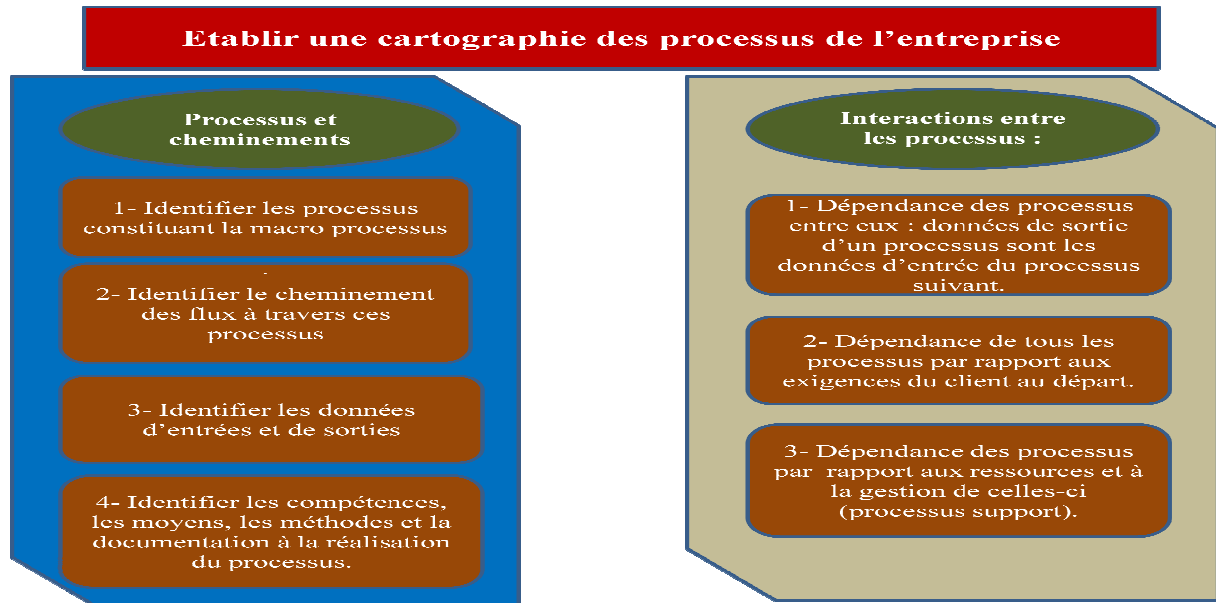 Etablir une cartographie des processus de l’entreprise
Processus et
cheminements
1- Identifier les processus
constituant la macro processus
.
2- Identifier le cheminement
des flux à travers ces
processus
3- Identifier les données
d’entrées et de sorties
4- Identifier les compétences,
les moyens, les méthodes et la
documentation à la réalisation
du processus.
Interactions entre
les processus :
1- Dépendance des processus
entre eux : données de sortie
d’un processus sont les
données d’entrée du processus
suivant.
2- Dépendance de tous les
processus par rapport aux
exigences du client au départ.
3- Dépendance des processus
par rapport aux ressources et à
la gestion de celles-ci
(processus support).